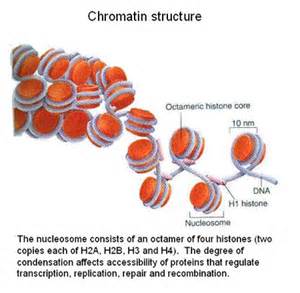 Chromatin structure
Octameric histone core
10 nm
DNA
H1 histone
Nucleosome
The nucleosome consists of an octamer of four histones (two
copies each of H2A, H2B, H3 and H4). The degree of
condensation affects accessibility of proteins that regulate
transcription, replication, repair and recombination.